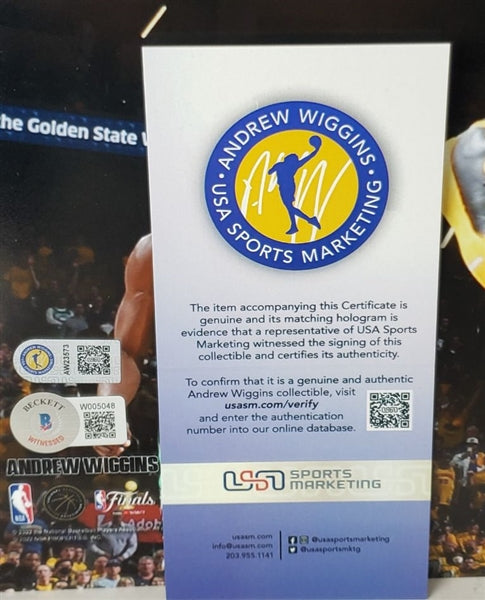 the Golden State
ANDREW WIGGINS
USA SPORTS MARKETING
The item accompanying this Certificate is
genuine and its matching hologram is
evidence that a representative of USA Sports
Marketing witnessed the signing of this
collectible and certifies its authenticity.
To confirm that it is a genuine and authentic
Andrew Wiggins collectible, visit
usasm.com/verify
and enter the authentication
number into our online database.
USA SPORTS
MARKETING
usasm.com
info@usasm.com
203.955.1141
@usasportsmarketing
@usasportsmktg
AW23573
BECKETT
B
WITNESSED
W005048
ANDREW WIGGINS
NBA
Finals